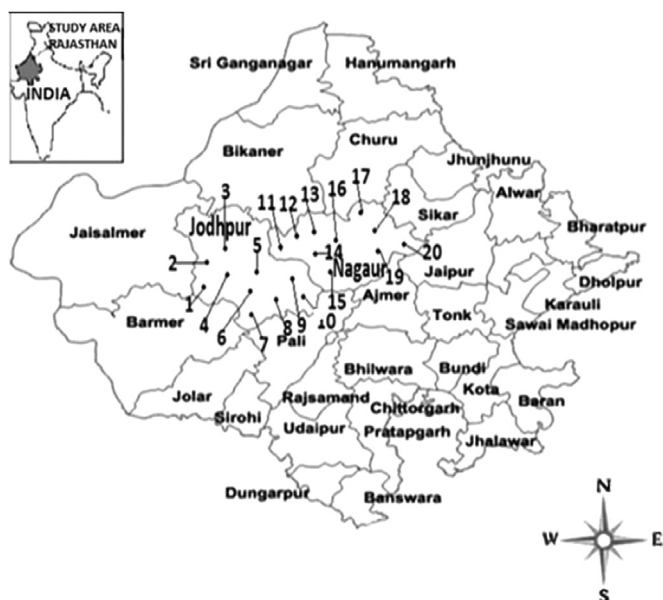 STUDY AREA
RAJASTHAN
INDIA
Sri Ganganagar
Hanumangarh
Churu
Bikaner
Jhunjhunu
Alwar
3
11
12
13
16
17
18
Sikar
Bharatpur
Jaisalmer
Jodhpur
2
5
14
Nagaur
19
20
Jaipur
Dholpur
Ajmer
Karauli
1
4
6
7
8
9
15
10
Barmer
Pali
Tonk
Sawai Madhopur
Bhilwara
Bundi
Kota
Baran
Jolar
Rajsamand
Chittorgarh
Sirohi
Udaipur
Pratapgarh
Jhalawar
Dungarpur
Banswara
N
W
E
S